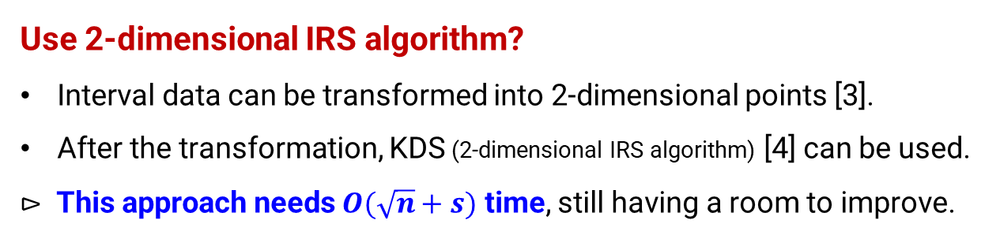 Use 2-dimensional IRS algorithm?
• Interval data can be transformed into 2-dimensional points [3].
• After the transformation, KDS (2-dimensional IRS algorithm) [4] can be used.
▻ This approach needs O(√n + s) time, still having a room to improve.